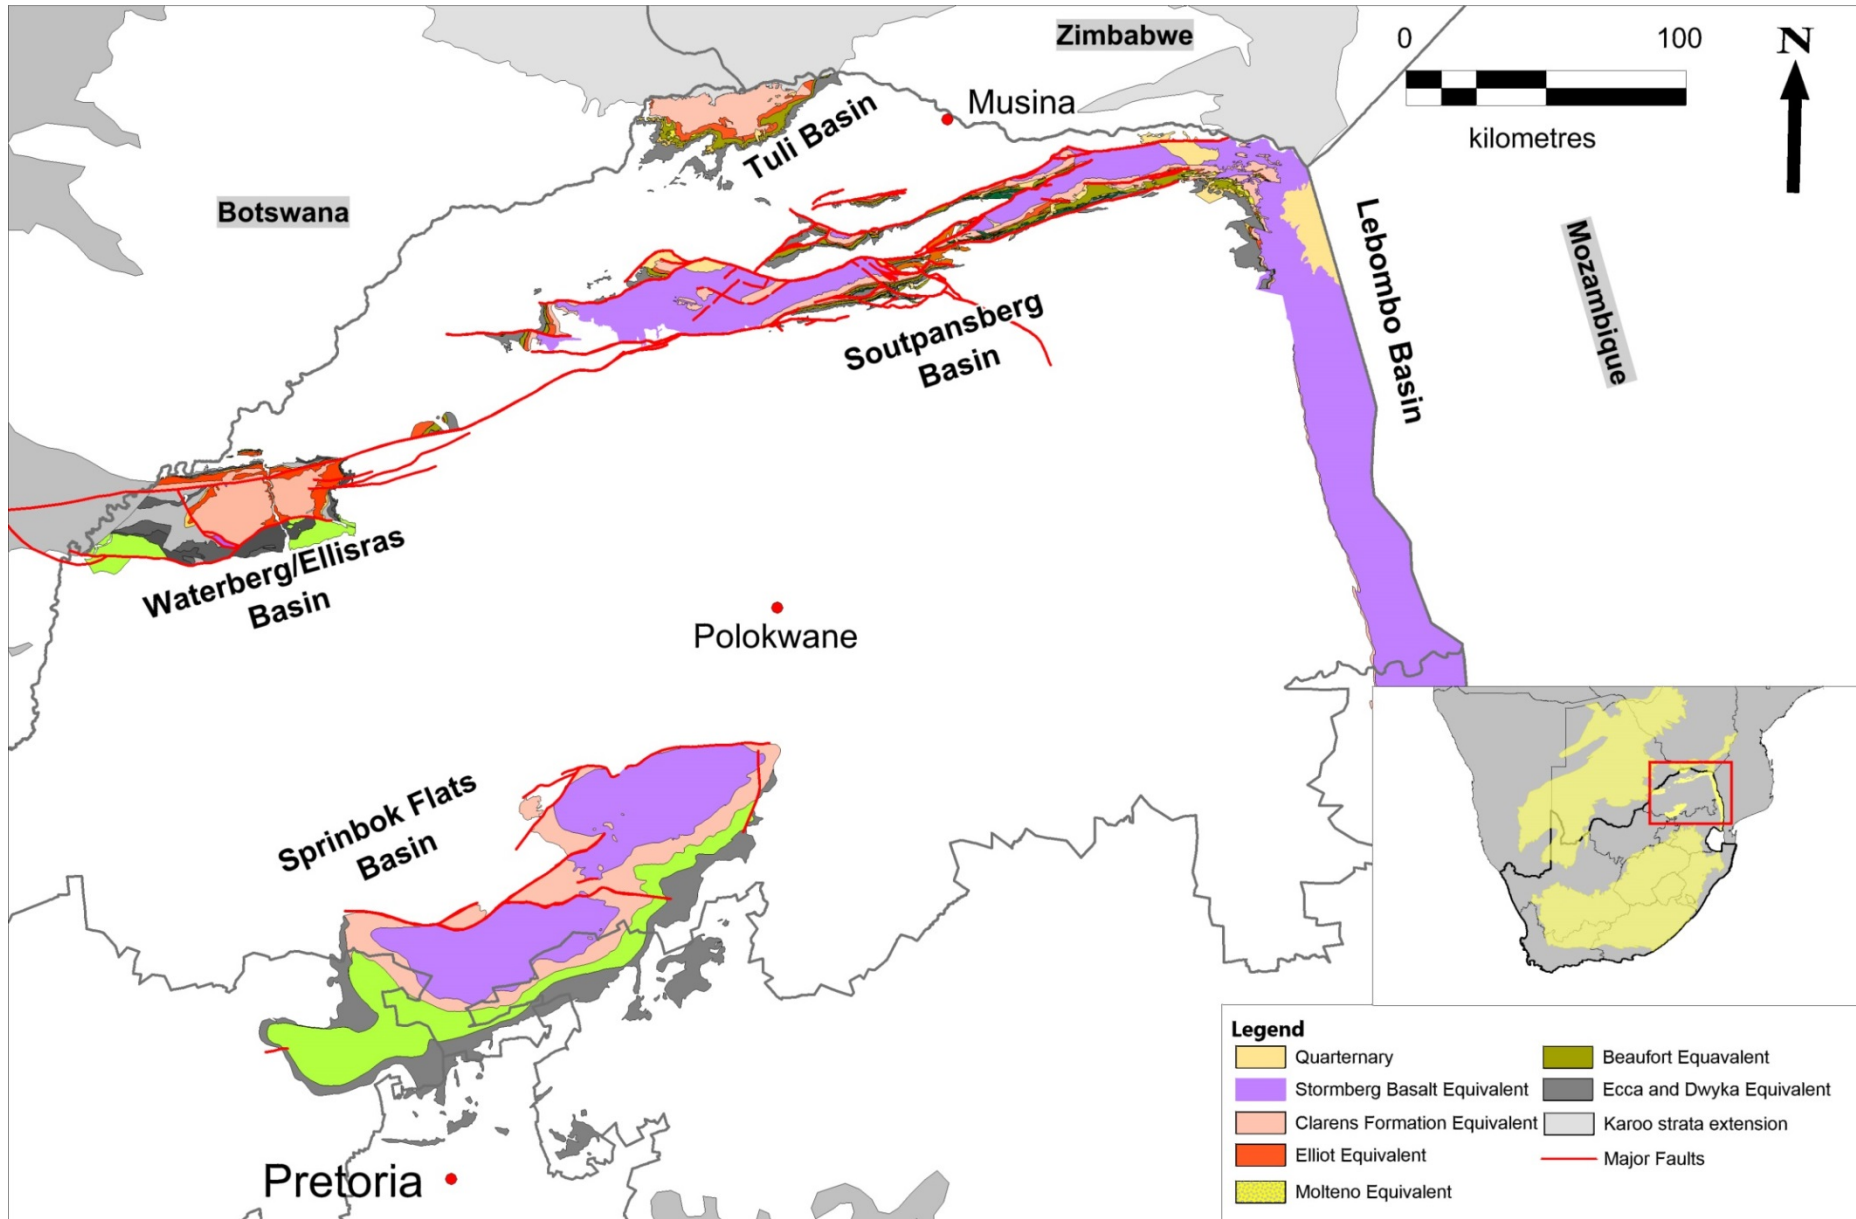 Zimbabwe
0 100
N
Musina
kilometres
Tuli Basin
Botswana
Lebombo Basin
Mozambique
Soutpansberg
Basin
Waterberg/Ellisras
Basin
Polokwane
Sprinbok Flats
Basin
Pretoria
Legend
Quarternary
Stormberg Basalt Equivalent
Clarens Formation Equivalent
Elliot Equivalent
Molteno Equivalent
Beaufort Equavalent
Ecca and Dwyka Equivalent
Karoo strata extension
Major Faults